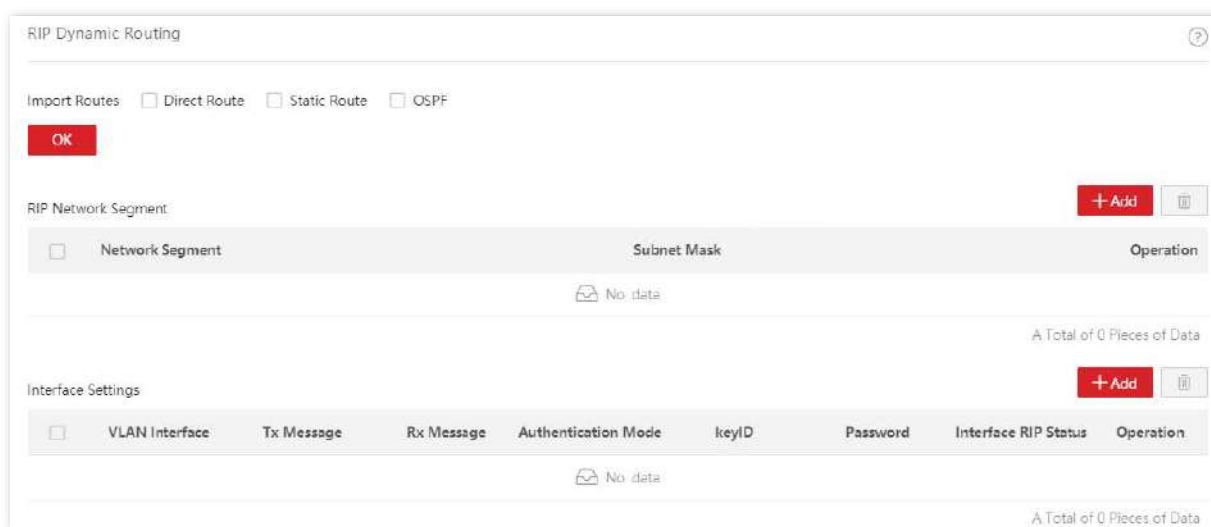 RIP Dynamic Routing
Import Routes Direct Route Static Route OSPF
OK
RIP Network Segment
+ Add
Network Segment Subnet Mask Operation
No data
A Total of 0 Pieces of Data
Interface Settings
+ Add
VLAN Interface Tx Message Rx Message Authentication Mode keyID Password Interface RIP Status Operation
No data
A Total of 0 Pieces of Data